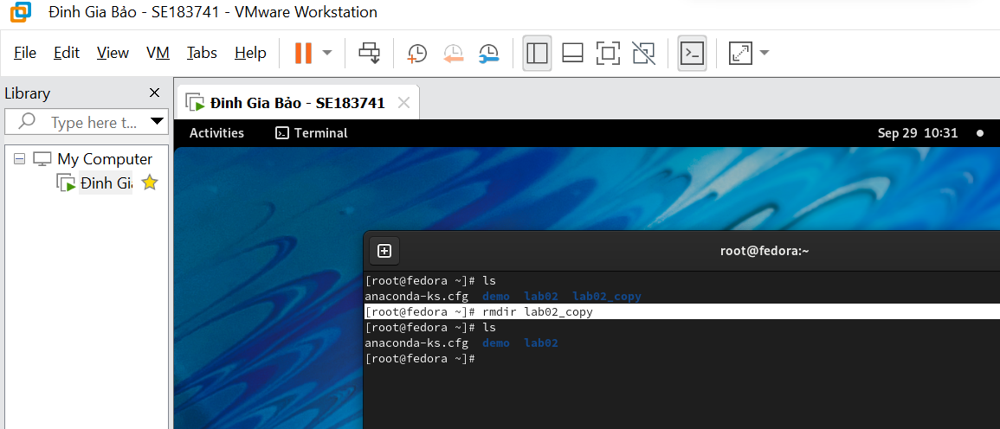 Đinh Gia Bảo - SE183741 - VMware Workstation
File Edit View VM Tabs Help
Library
Type here t...
My Computer
Đinh Gi
Đinh Gia Bảo - SE183741
Activities Terminal Sep 29 10:31
root@fedora:~
[root@fedora ~]# ls
anaconda-ks.cfg demo lab02 lab02_copy
[root@fedora ~]# rmdir lab02_copy
[root@fedora ~]# ls
anaconda-ks.cfg demo lab02
[root@fedora ~]#